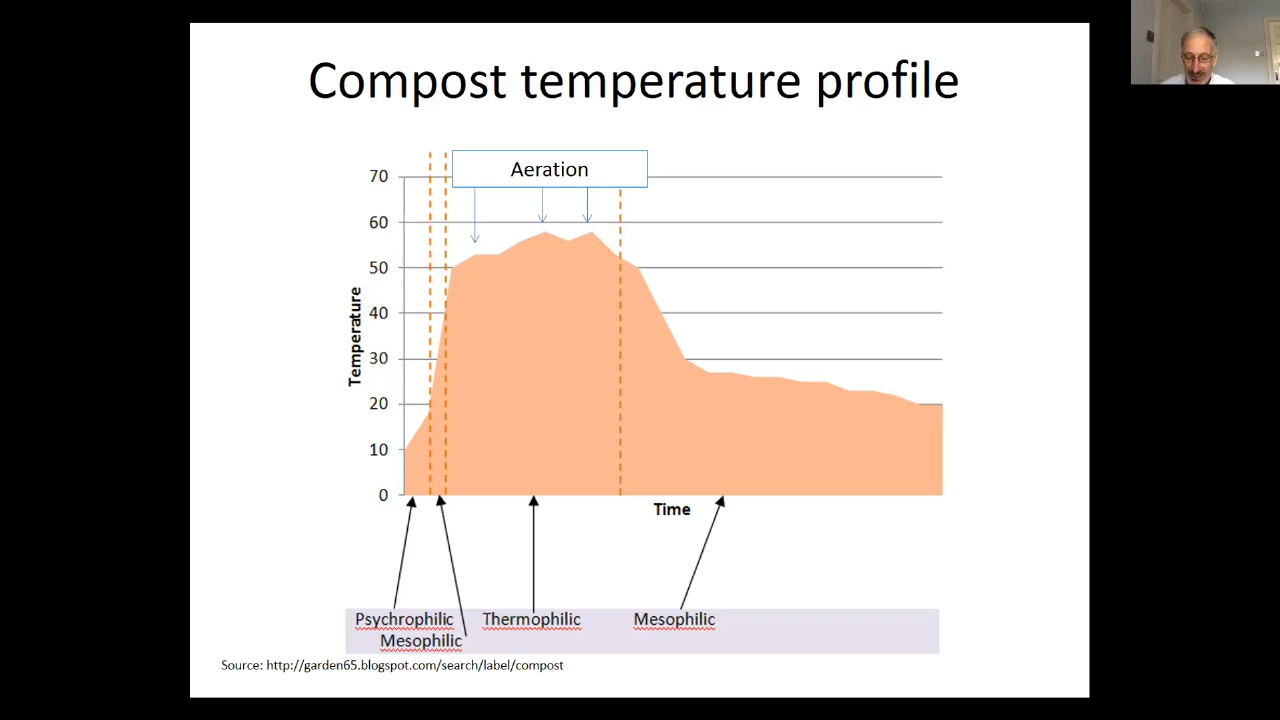 Compost temperature profile
Aeration
70
60
50
40
30
20
10
0
Temperature
Time
Psychrophilic Thermophilic Mesophilic
Mesophilic
Source: http://garden65.blogspot.com/search/label/compost